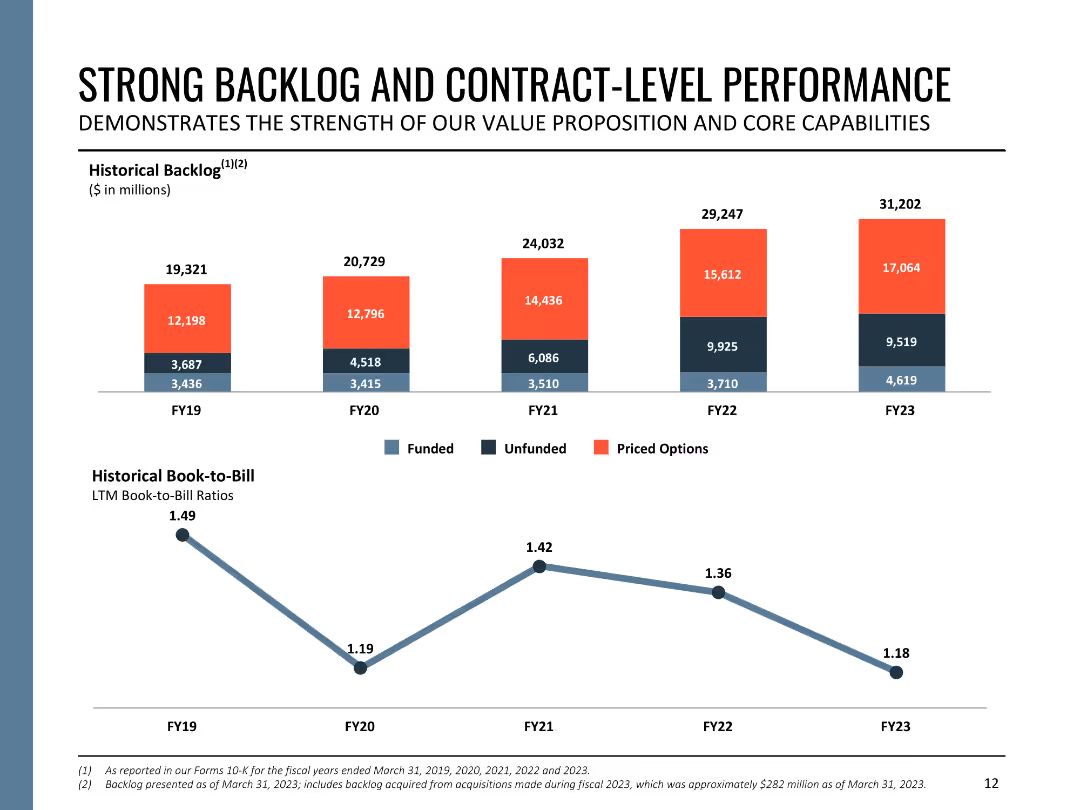 STRONG BACKLOG AND CONTRACT-LEVEL PERFORMANCE
DEMONSTRATES THE STRENGTH OF OUR VALUE PROPOSITION AND CORE CAPABILITIES
Historical Backlog(1)(2)
($ in millions)
19,321
20,729
24,032
29,247
31,202
12,198
12,796
14,436
15,612
17,064
3,687
4,518
6,086
9,925
9,519
3,436
3,415
3,510
3,710
4,619
FY19
FY20
FY21
FY22
FY23
Funded
Unfunded
Priced Options
Historical Book-to-Bill
LTM Book-to-Bill Ratios
1.49
1.19
1.42
1.36
1.18
FY19
FY20
FY21
FY22
FY23
(1) As reported in our Forms 10-K for the fiscal years ended March 31, 2019, 2020, 2021, 2022 and 2023.
(2) Backlog presented as of March 31, 2023; includes backlog acquired from acquisitions made during fiscal 2023, which was approximately $282 million as of March 31, 2023.
12